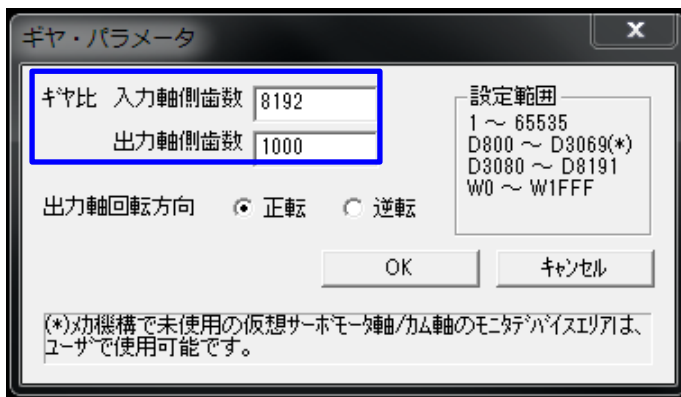 ギヤ・パラメータ
ギヤ比 入力軸側歯数 8192
出力軸側歯数 1000
設定範囲
1 ～ 65535
D800 ～ D3069(*)
D3080 ～ D8191
W0 ～ W1FFF
出力軸回転方向 正転 逆転
OK キャンセル
(*)メカ機構で未使用の仮想サーボモータ軸/カム軸のモニタデバイスエリアは、
ユーザで使用可能です。